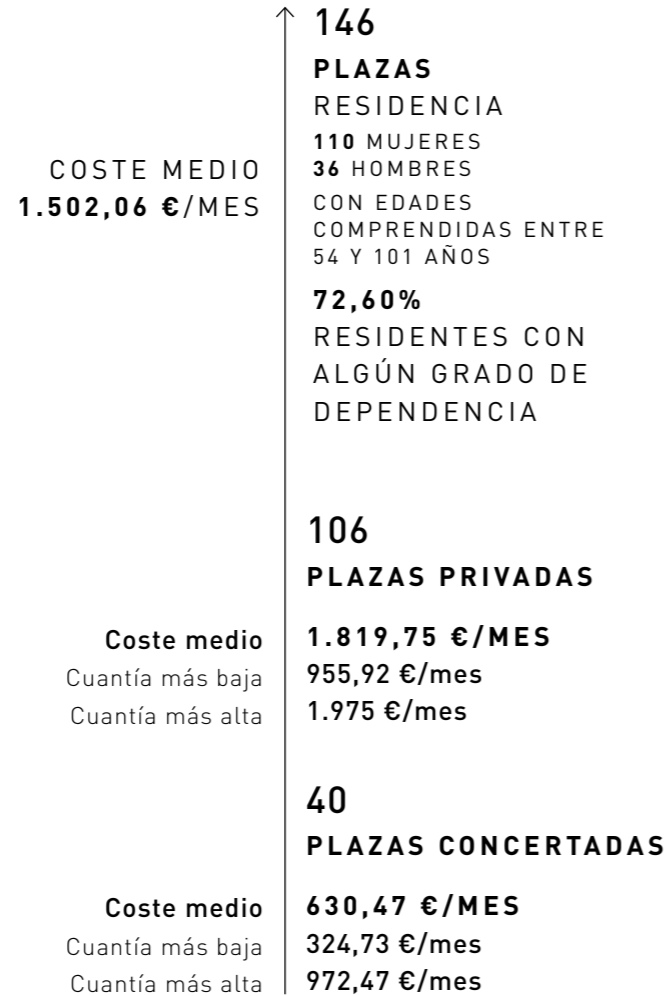 146
PLAZAS
RESIDENCIA
110 MUJERES
36 HOMBRES
COSTE MEDIO
1.502,06 €/MES
CON EDADES
COMPRENDIDAS ENTRE
54 Y 101 AÑOS
72,60%
RESIDENTES CON
ALGÚN GRADO DE
DEPENDENCIA
106
PLAZAS PRIVADAS
Coste medio 1.819,75 €/MES
Cuantía más baja 955,92 €/mes
Cuantía más alta 1.975 €/mes
40
PLAZAS CONCERTADAS
Coste medio 630,47 €/MES
Cuantía más baja 324,73 €/mes
Cuantía más alta 972,47 €/mes